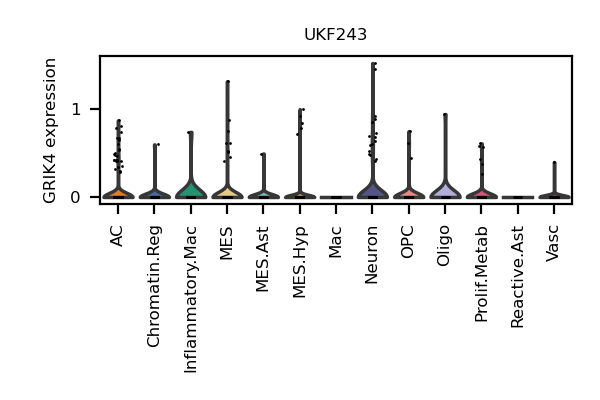 UKF243
GRIK4 expression
1
0
AC
Chromatin.Reg
Inflammatory.Mac
MES
MES.Ast
MES.Hyp
Mac
Neuron
OPC
Oligo
Prolif.Metab
Reactive.Ast
Vasc